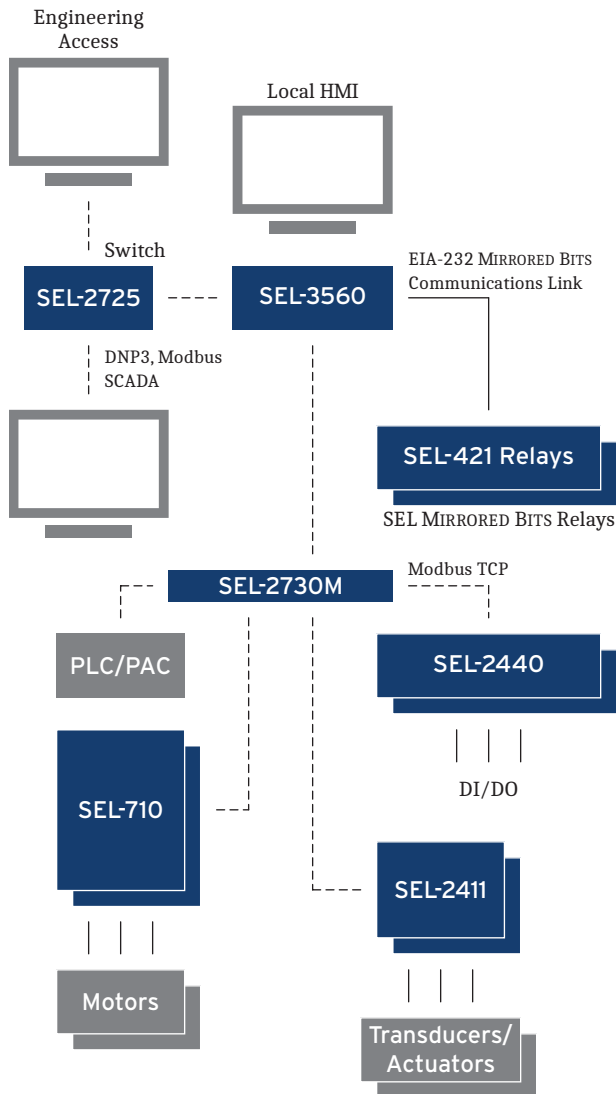 Engineering
Access
Local HMI
Switch
SEL-2725
SEL-3560
EIA-232 MIRRORED BITS
Communications Link
DNP3, Modbus
SCADA
SEL-421 Relays
SEL MIRRORED BITS Relays
SEL-2730M
Modbus TCP
PLC/PAC
SEL-2440
DI/DO
SEL-710
SEL-2411
Motors
Transducers/
Actuators